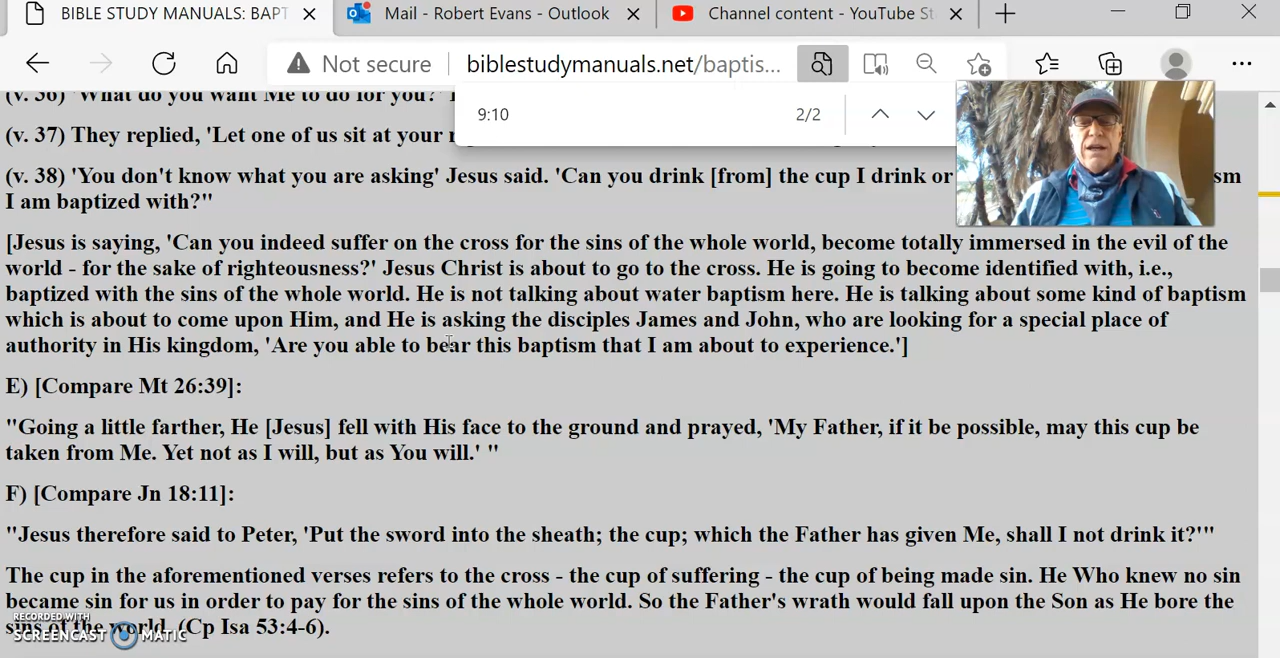 BIBLE STUDY MANUALS: BAPT
Mail - Robert Evans - Outlook
Channel content - YouTube St
Not secure
biblestudymanuals.net/baptis...
9:10
2/2
(v. 36) 'What do you want Me to do for you?'
(v. 37) They replied, 'Let one of us sit at your
(v. 38) 'You don't know what you are asking' Jesus said. 'Can you drink [from] the cup I drink or
sm
I am baptized with?"
[Jesus is saying, 'Can you indeed suffer on the cross for the sins of the whole world, become totally immersed in the evil of the
world - for the sake of righteousness?' Jesus Christ is about to go to the cross. He is going to become identified with, i.e.,
baptized with the sins of the whole world. He is not talking about water baptism here. He is talking about some kind of baptism
which is about to come upon Him, and He is asking the disciples James and John, who are looking for a special place of
authority in His kingdom, 'Are you able to bear this baptism that I am about to experience.']
E) [Compare Mt 26:39]:
"Going a little farther, He [Jesus] fell with His face to the ground and prayed, 'My Father, if it be possible, may this cup be
taken from Me. Yet not as I will, but as You will.' "
F) [Compare Jn 18:11]:
"Jesus therefore said to Peter, 'Put the sword into the sheath; the cup; which the Father has given Me, shall I not drink it?'"
The cup in the aforementioned verses refers to the cross - the cup of suffering - the cup of being made sin. He Who knew no sin
became sin for us in order to pay for the sins of the whole world. So the Father's wrath would fall upon the Son as He bore the
sins of the world. (Cp Isa 53:4-6).
RECORDED WITH
SCREENCAST MATIC